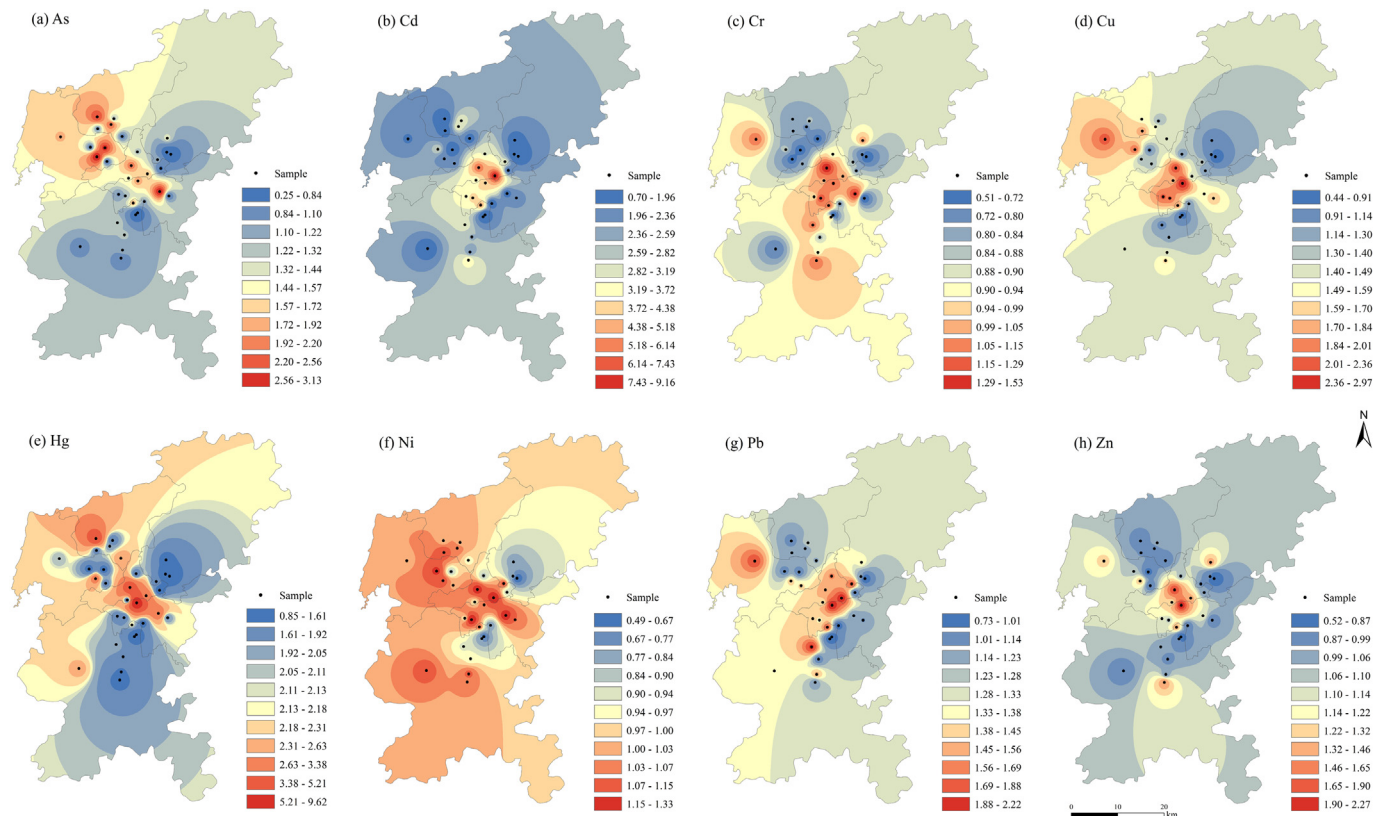 (a) As
(b) Cd
(c) Cr
(d) Cu
Sample
0.25 - 0.84
0.84 - 1.10
1.10 - 1.22
1.22 - 1.32
1.32 - 1.44
1.44 - 1.57
1.57 - 1.72
1.72 - 1.92
1.92 - 2.20
2.20 - 2.56
2.56 - 3.13
Sample
0.70 - 1.96
1.96 - 2.36
2.36 - 2.59
2.59 - 2.82
2.82 - 3.19
3.19 - 3.72
3.72 - 4.38
4.38 - 5.18
5.18 - 6.14
6.14 - 7.43
7.43 - 9.16
Sample
0.51 - 0.72
0.72 - 0.80
0.80 - 0.84
0.84 - 0.88
0.88 - 0.90
0.90 - 0.94
0.94 - 0.99
0.99 - 1.05
1.05 - 1.15
1.15 - 1.29
1.29 - 1.53
Sample
0.44 - 0.91
0.91 - 1.14
1.14 - 1.30
1.30 - 1.40
1.40 - 1.49
1.49 - 1.59
1.59 - 1.70
1.70 - 1.84
1.84 - 2.01
2.01 - 2.36
2.36 - 2.97
N
(e) Hg
(f) Ni
(g) Pb
(h) Zn
Sample
0.85 - 1.61
1.61 - 1.92
1.92 - 2.05
2.05 - 2.11
2.11 - 2.13
2.13 - 2.18
2.18 - 2.31
2.31 - 2.63
2.63 - 3.38
3.38 - 5.21
5.21 - 9.62
Sample
0.49 - 0.67
0.67 - 0.77
0.77 - 0.84
0.84 - 0.90
0.90 - 0.94
0.94 - 0.97
0.97 - 1.00
1.00 - 1.03
1.03 - 1.07
1.07 - 1.15
1.15 - 1.33
Sample
0.73 - 1.01
1.01 - 1.14
1.14 - 1.23
1.23 - 1.28
1.28 - 1.33
1.33 - 1.38
1.38 - 1.45
1.45 - 1.56
1.56 - 1.69
1.69 - 1.88
1.88 - 2.22
Sample
0.52 - 0.87
0.87 - 0.99
0.99 - 1.06
1.06 - 1.10
1.10 - 1.14
1.14 - 1.22
1.22 - 1.32
1.32 - 1.46
1.46 - 1.65
1.65 - 1.90
1.90 - 2.27
0 10 20
km